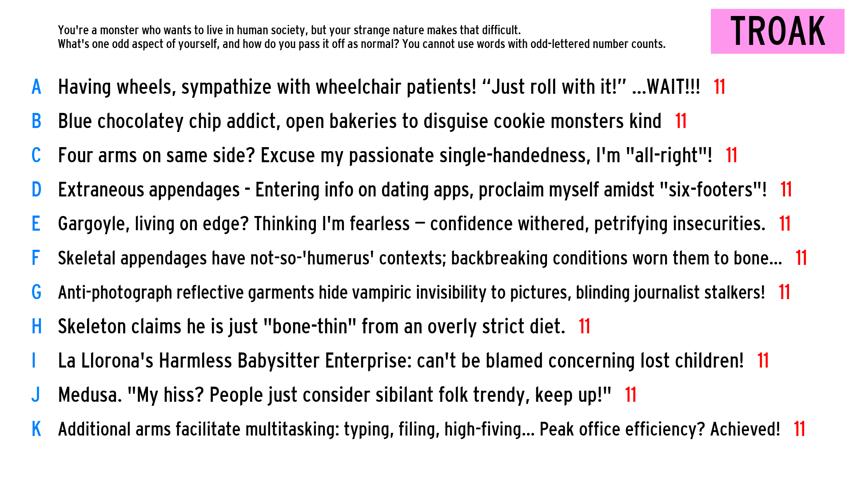 You're a monster who wants to live in human society, but your strange nature makes that difficult.
What's one odd aspect of yourself, and how do you pass it off as normal? You cannot use words with odd-lettered number counts.
TROAK
A Having wheels, sympathize with wheelchair patients! “Just roll with it!” ...WAIT!!! 11
B Blue chocolatey chip addict, open bakeries to disguise cookie monsters kind 11
C Four arms on same side? Excuse my passionate single-handedness, I'm "all-right"! 11
D Extraneous appendages - Entering info on dating apps, proclaim myself amidst "six-footers"! 11
E Gargoyle, living on edge? Thinking I'm fearless – confidence withered, petrifying insecurities. 11
F Skeletal appendages have not-so-'humerus' contexts; backbreaking conditions worn them to bone... 11
G Anti-photograph reflective garments hide vampiric invisibility to pictures, blinding journalist stalkers! 11
H Skeleton claims he is just "bone-thin" from an overly strict diet. 11
I La Llorona's Harmless Babysitter Enterprise: can't be blamed concerning lost children! 11
J Medusa. "My hiss? People just consider sibilant folk trendy, keep up!" 11
K Additional arms facilitate multitasking: typing, filing, high-fiving... Peak office efficiency? Achieved! 11